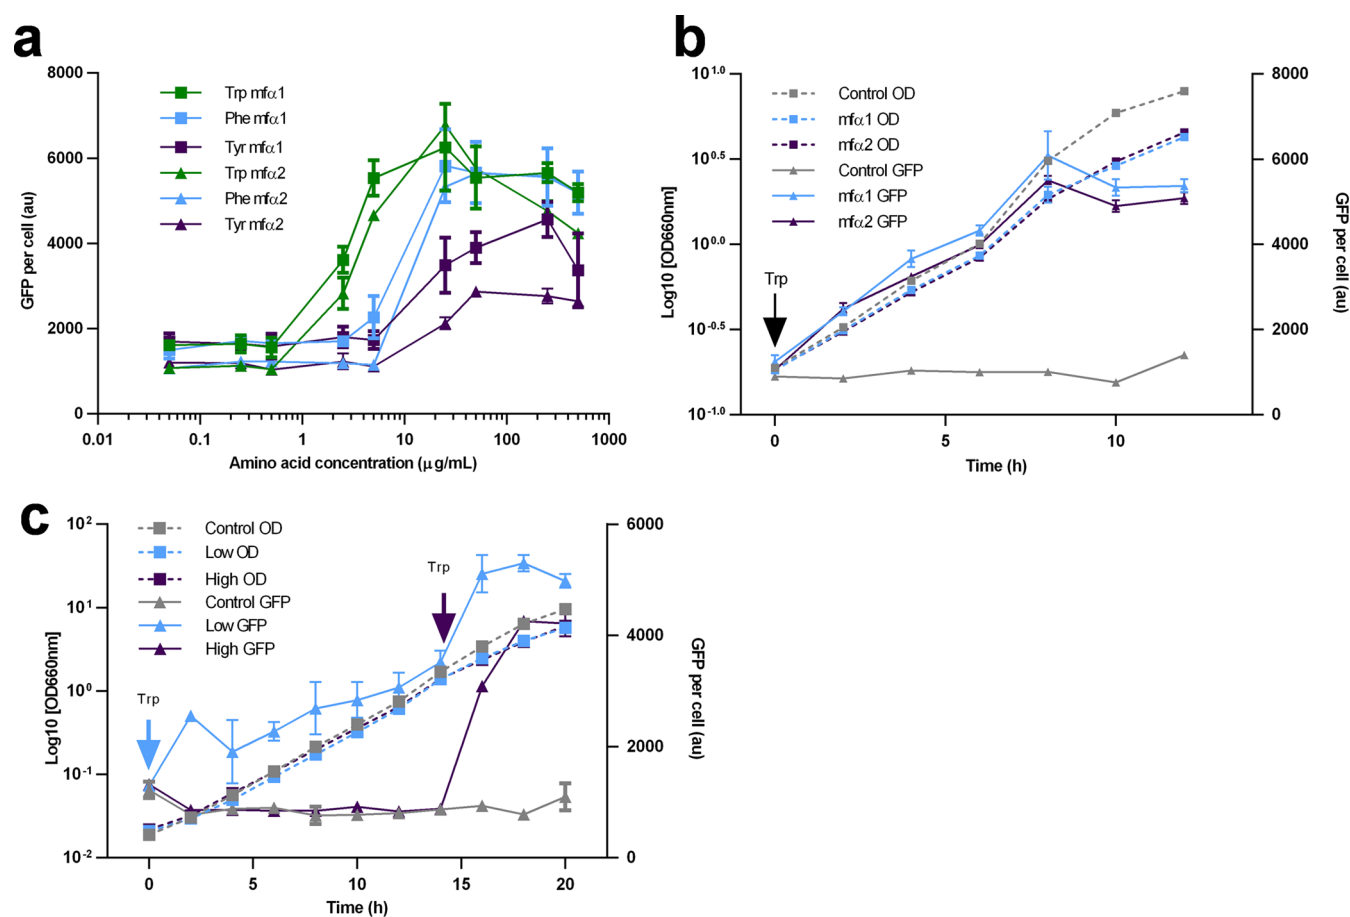 a
8000
6000
4000
2000
0
GFP per cell (au)
Trp mfα1
Phe mfα1
Tyr mfα1
Trp mfα2
Phe mfα2
Tyr mfα2
0.01 0.1 1 10 100 1000
Amino acid concentration (μg/mL)
b
10^1.0
10^0.5
10^0.0
10^-0.5
10^-1.0
Log10 [OD660nm]
Control OD
mfα1 OD
mfα2 OD
Control GFP
mfα1 GFP
mfα2 GFP
Trp
8000
6000
4000
2000
0
GFP per cell (au)
0 5 10
Time (h)
c
10^2
10^1
10^0
10^-1
10^-2
Log10 [OD660nm]
Control OD
Low OD
High OD
Control GFP
Low GFP
High GFP
Trp
Trp
6000
4000
2000
0
GFP per cell (au)
0 5 10 15 20
Time (h)